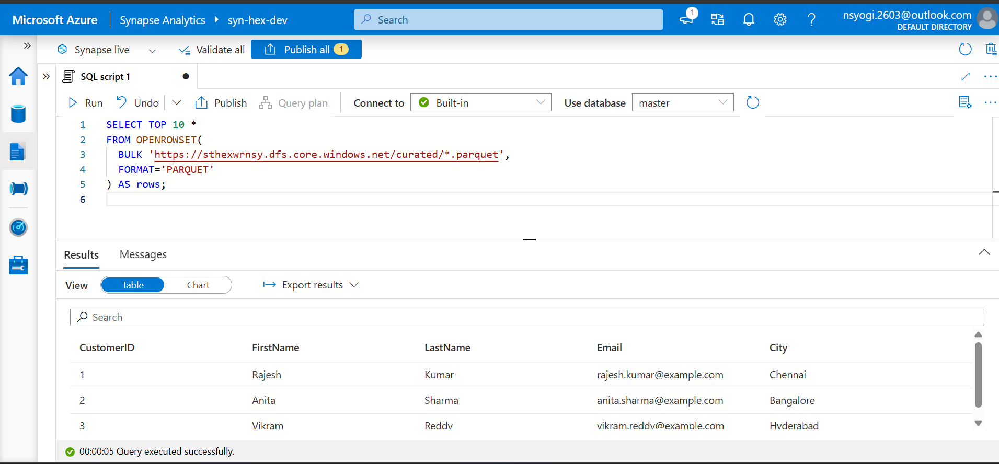 Microsoft Azure
Synapse Analytics
syn-hex-dev
Search
1
nsyogi.2603@outlook.com
DEFAULT DIRECTORY
Synapse live
Validate all
Publish all 1
SQL script 1
Run
Undo
Publish
Query plan
Connect to
Built-in
Use database
master
1 SELECT TOP 10 *
2 FROM OPENROWSET(
3 BULK 'https://sthexwrnsy.dfs.core.windows.net/curated/*.parquet',
4 FORMAT='PARQUET'
5 ) AS rows;
6
Results
Messages
View
Table
Chart
Export results
Search
CustomerID FirstName LastName Email City
1 Rajesh Kumar rajesh.kumar@example.com Chennai
2 Anita Sharma anita.sharma@example.com Bangalore
3 Vikram Reddy vikram.reddy@example.com Hyderabad
00:00:05 Query executed successfully.